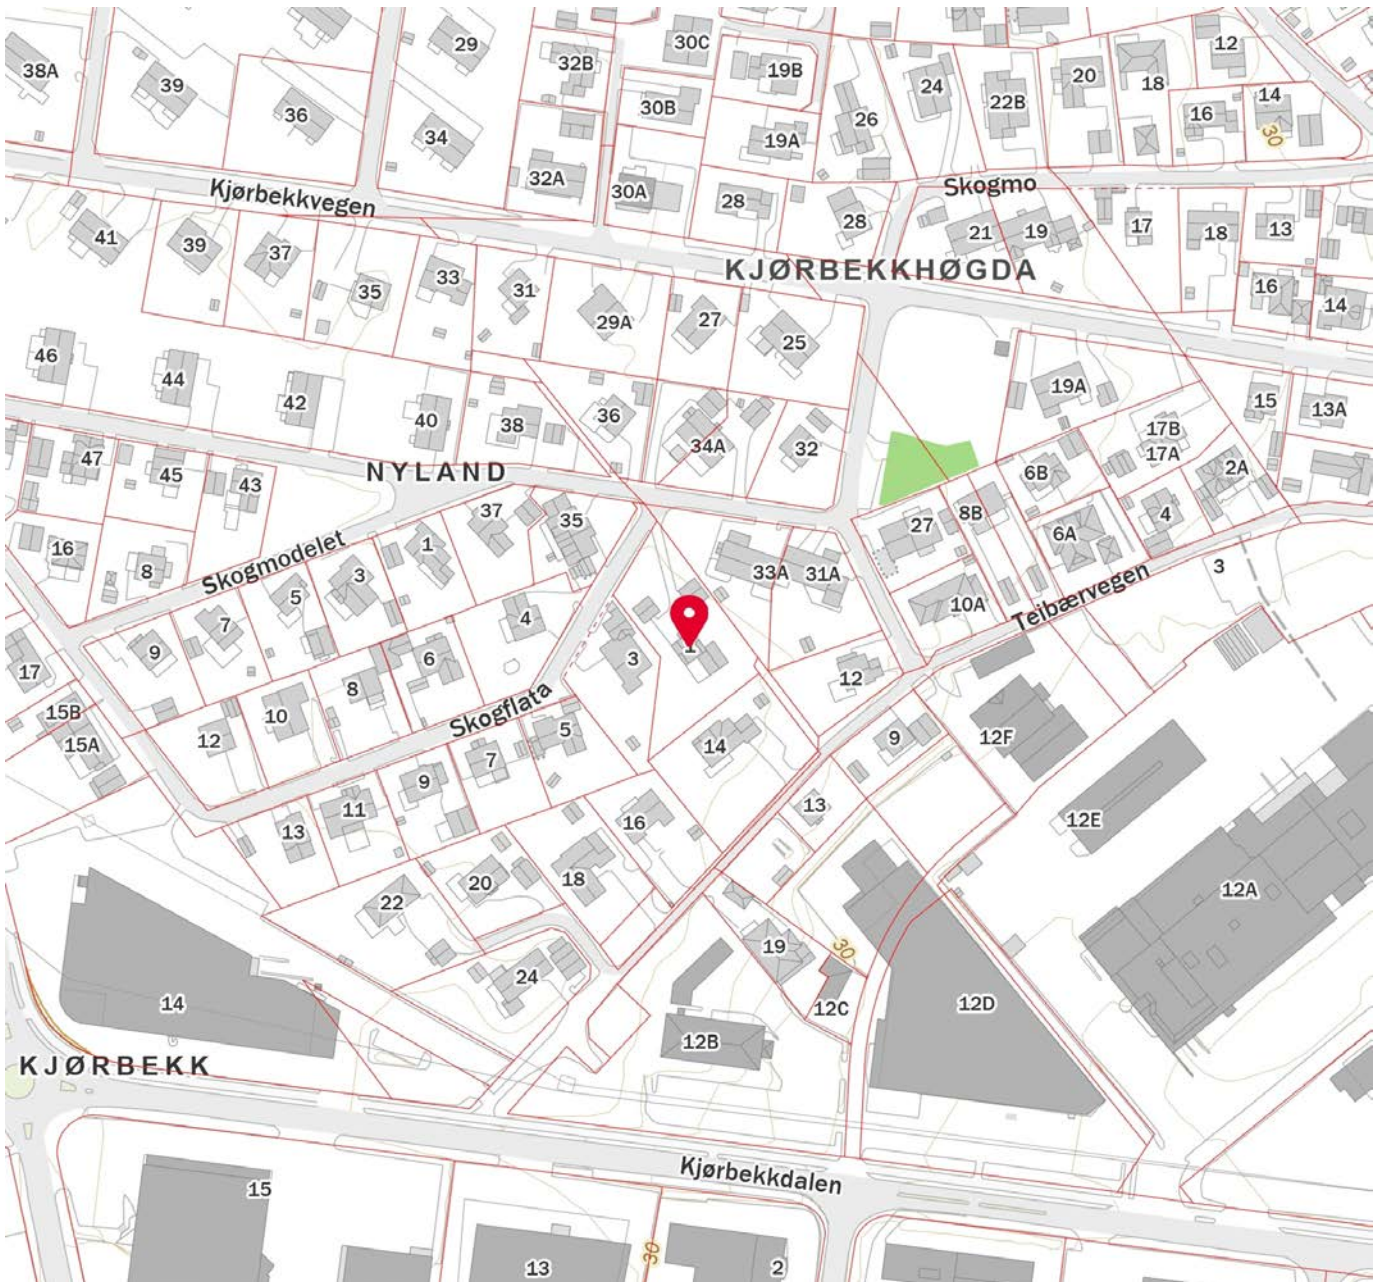 29
32B
30C
19B
12
38A
39
36
30B
26
24
22B
20
18
16
14
30
34
19A
32A
30A
28
28
Skogmo
Kjørbekkvegen
21
19
17
18
13
41
39
37
33
35
31
29A
27
25
KJØRBEKKHØGDA
16
14
46
44
42
40
38
36
34A
32
19A
15
13A
17B
17A
2A
NYLAND
47
45
43
37
35
27
8B
6B
6A
4
16
8
Skogmodelet
1
3
5
33A
31A
10A
Teibærvegen
3
9
7
6
4
3
1
12
17
15B
15A
12
10
8
Skogflata
5
7
9
14
9
12F
13
11
16
13
12E
22
20
18
19
30
12A
14
24
12B
12C
12D
KJØRBEKK
Kjørbekkdalen
15
13
30
2